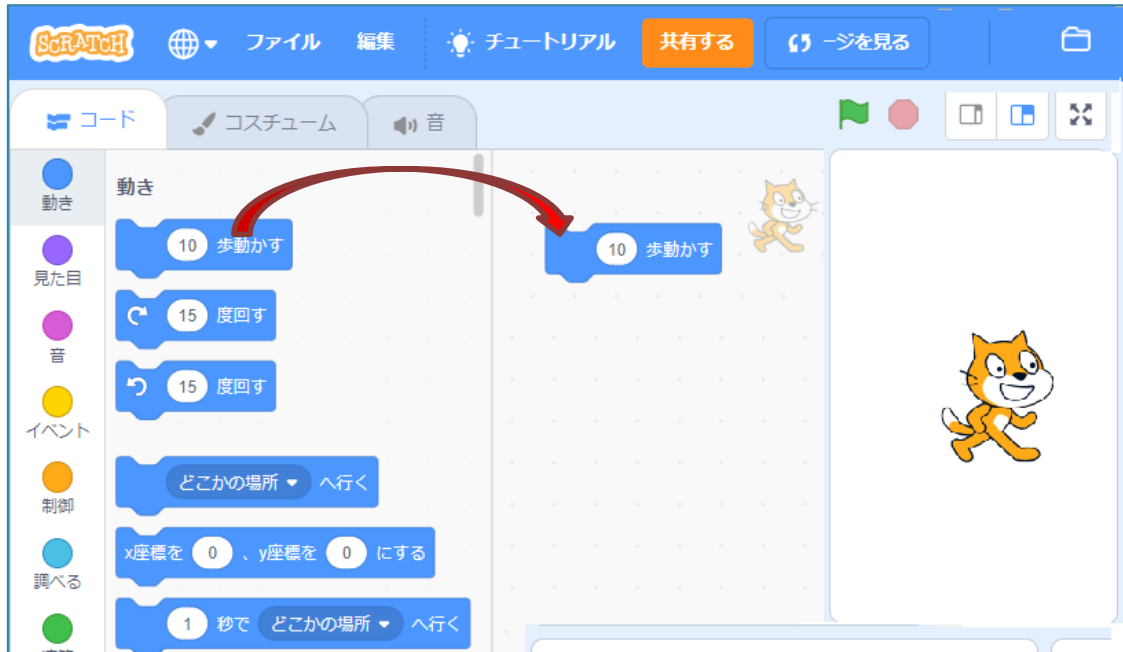 SCRATCH
ファイル 編集 チュートリアル 共有する ージを見る
コード コスチューム 音
動き
見た目
音
イベント
制御
調べる
動き
10 歩動かす
15 度回す
15 度回す
どこかの場所 へ行く
x座標を 0 、y座標を 0 にする
1 秒で どこかの場所 へ行く
10 歩動かす